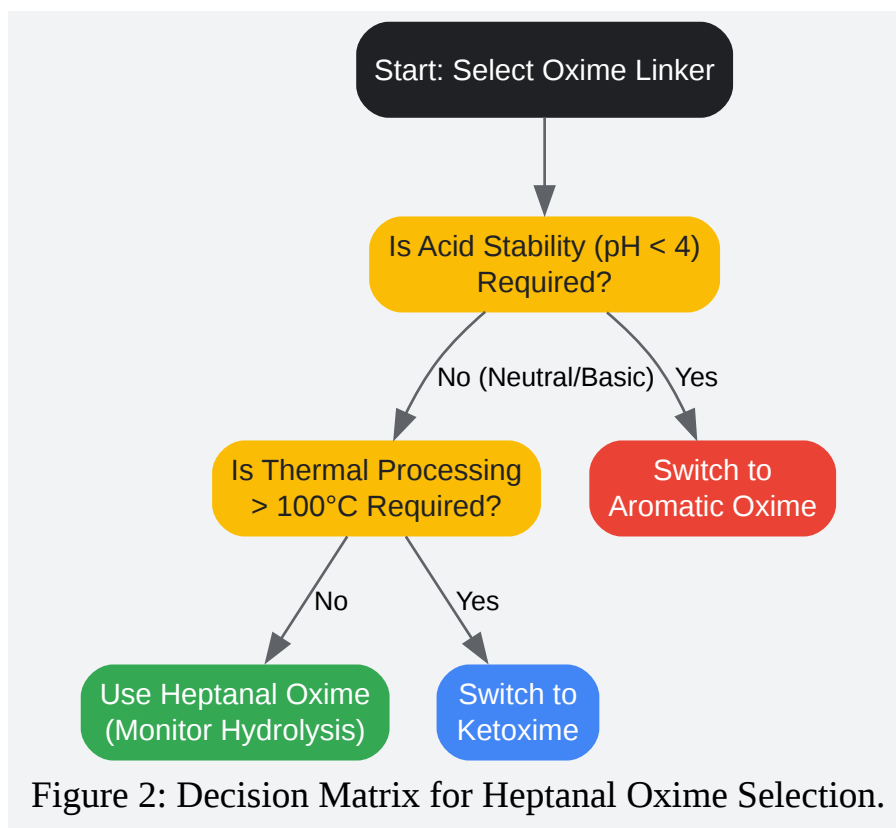 Start: Select Oxime Linker
Is Acid Stability (pH < 4)
Required?
No (Neutral/Basic)
Yes
Is Thermal Processing
> 100°C Required?
Switch to
Aromatic Oxime
No
Yes
Use Heptanal Oxime
(Monitor Hydrolysis)
Switch to
Ketoxime
Figure 2: Decision Matrix for Heptanal Oxime Selection.